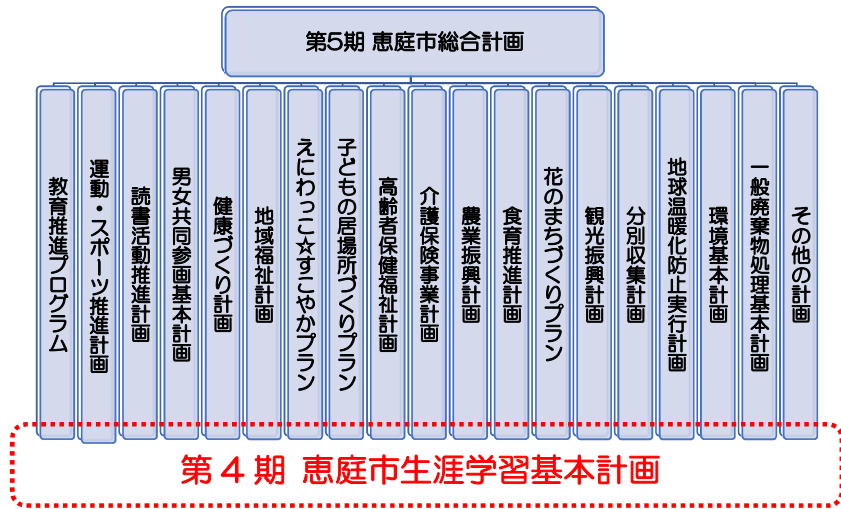 第5期 恵庭市総合計画
教育推進プログラム
運動・スポーツ推進計画
読書活動推進計画
男女共同参画基本計画
健康づくり計画
地域福祉計画
えにわっこ☆すこやかプラン
子どもの居場所づくりプラン
高齢者保健福祉計画
介護保険事業計画
農業振興計画
食育推進計画
花のまちづくりプラン
観光振興計画
分別収集計画
地球温暖化防止実行計画
環境基本計画
一般廃棄物処理基本計画
その他の計画
第4期 恵庭市生涯学習基本計画